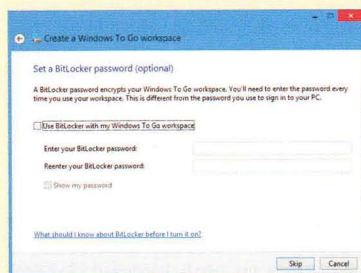 Create a Windows To Go workspace
Set a BitLocker password (optional)
A BitLocker password encrypts your Windows To Go workspace. You'll need to enter the password every
time you use your workspace. This is different from the password you use to sign in to your PC.
Use BitLocker with my Windows To Go workspace
Enter your BitLocker password:
Reenter your BitLocker password:
Show my password
What should I know about BitLocker before I turn it on?
Skip Cancel